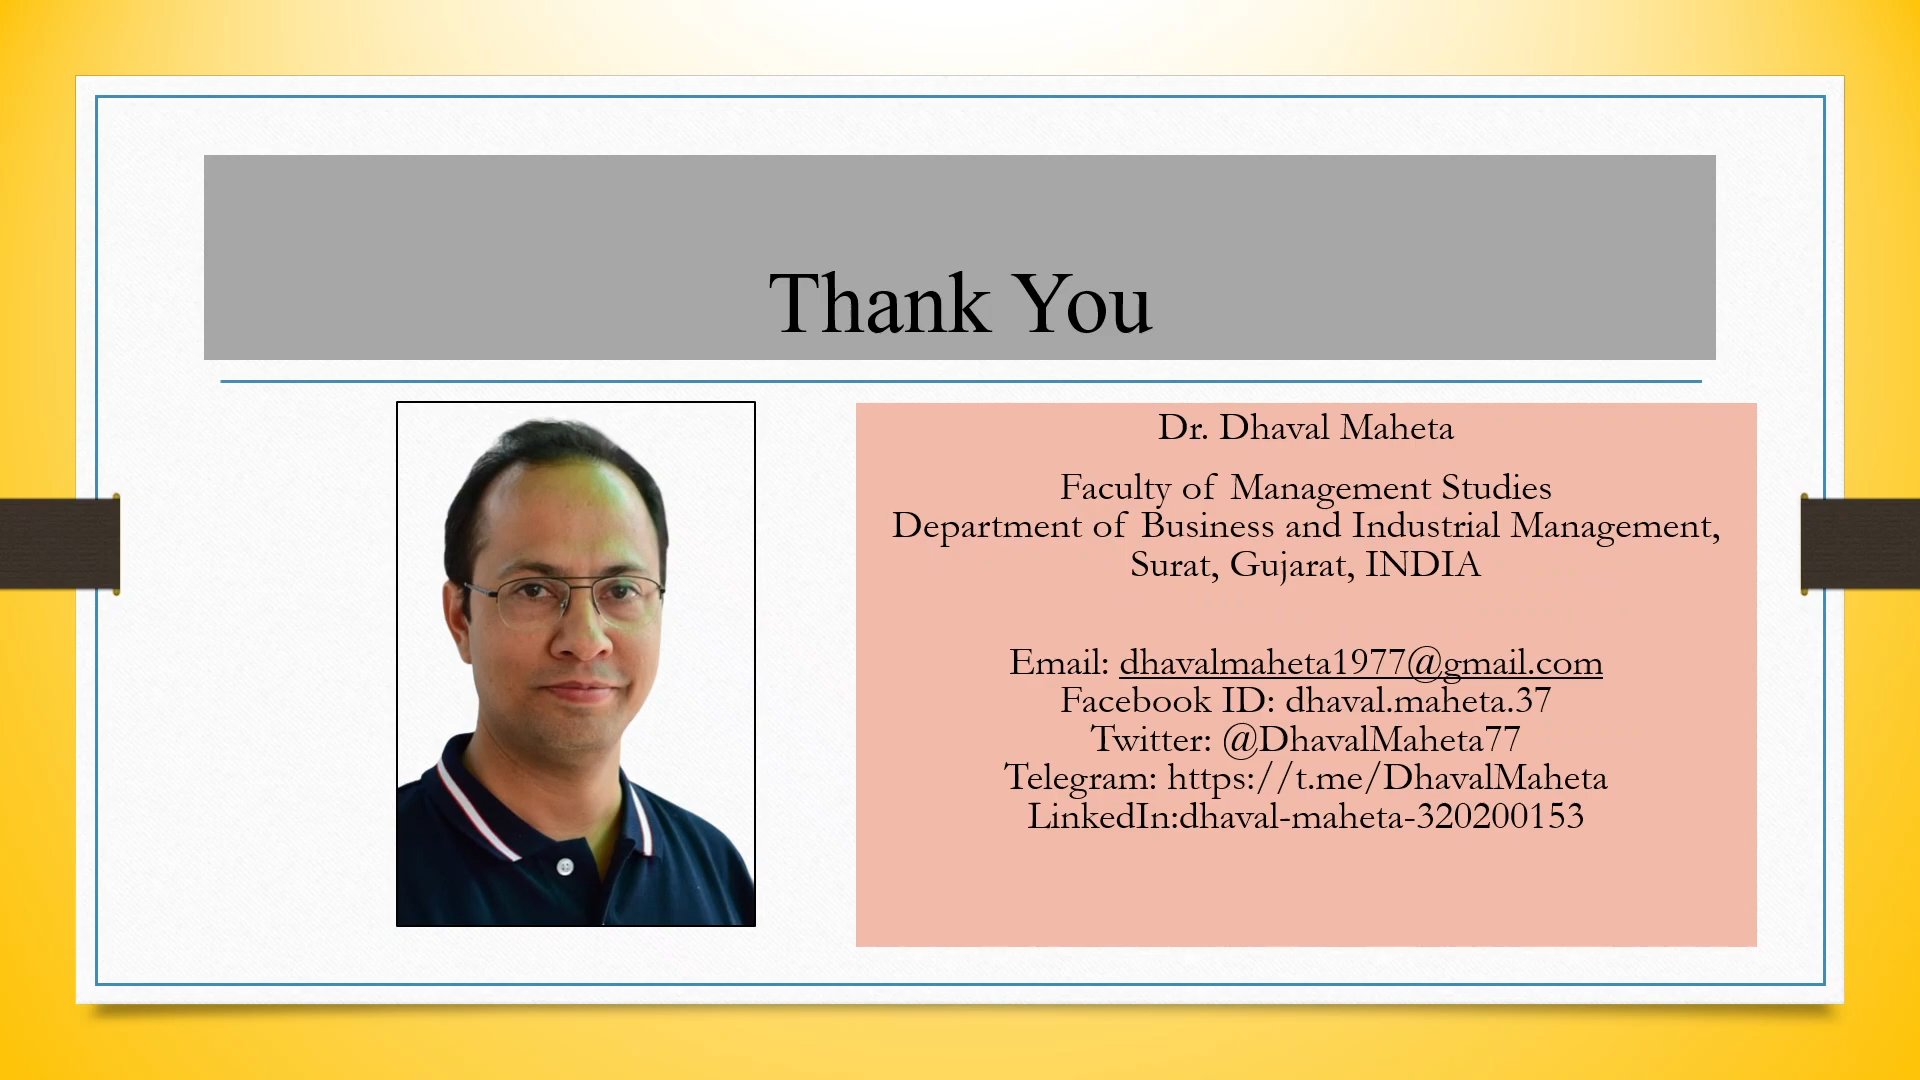 Thank You
Dr. Dhaval Maheta
Faculty of Management Studies
Department of Business and Industrial Management,
Surat, Gujarat, INDIA
Email: dhavalmaheta1977@gmail.com
Facebook ID: dhaval.maheta.37
Twitter: @DhavalMaheta77
Telegram: https://t.me/DhavalMaheta
LinkedIn:dhaval-maheta-320200153